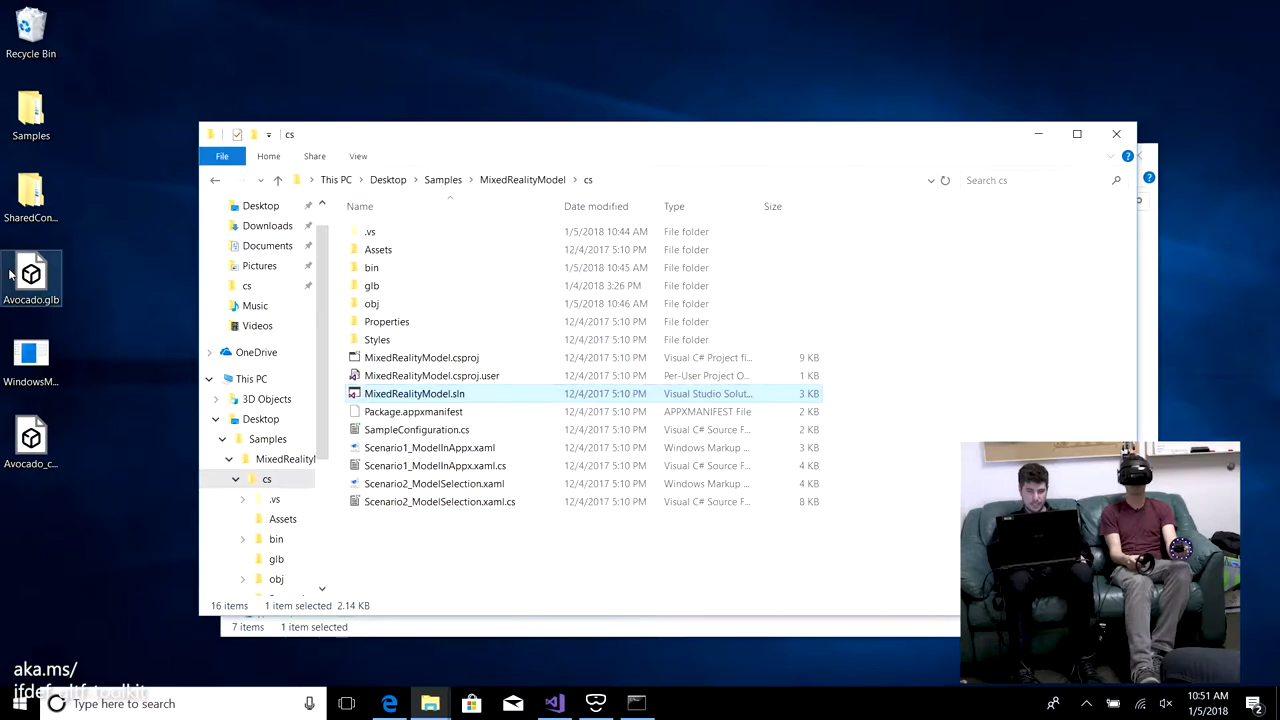 Recycle Bin
Samples
SharedCon...
Avocado.glb
WindowsM...
Avocado_c...
aka.ms/
ifdef_gltf_toolkit
cs
File
Home
Share
View
This PC > Desktop > Samples > MixedRealityModel > cs
Search cs
Desktop
Downloads
Documents
Pictures
cs
Music
Videos
OneDrive
This PC
3D Objects
Desktop
Samples
MixedRealityI
cs
.vs
Assets
bin
glb
obj
Name Date modified Type Size
.vs 1/5/2018 10:44 AM File folder
Assets 12/4/2017 5:10 PM File folder
bin 1/5/2018 10:45 AM File folder
glb 1/4/2018 3:26 PM File folder
obj 1/5/2018 10:46 AM File folder
Properties 12/4/2017 5:10 PM File folder
Styles 12/4/2017 5:10 PM File folder
MixedRealityModel.csproj 12/4/2017 5:10 PM Visual C# Project fi... 9 KB
MixedRealityModel.csproj.user 12/4/2017 5:10 PM Per-User Project O... 1 KB
MixedRealityModel.sln 12/4/2017 5:10 PM Visual Studio Solut... 3 KB
Package.appxmanifest 12/4/2017 5:10 PM APPXMANIFEST File 2 KB
SampleConfiguration.cs 12/4/2017 5:10 PM Visual C# Source F... 2 KB
Scenario1_ModelInAppx.xaml 12/4/2017 5:10 PM Windows Markup ... 3 KB
Scenario1_ModelInAppx.xaml.cs 12/4/2017 5:10 PM Visual C# Source F... 4 KB
Scenario2_ModelSelection.xaml 12/4/2017 5:10 PM Windows Markup ... 4 KB
Scenario2_ModelSelection.xaml.cs 12/4/2017 5:10 PM Visual C# Source F... 8 KB
16 items 1 item selected 2.14 KB
7 items 1 item selected
Type here to search
10:51 AM
1/5/2018
2